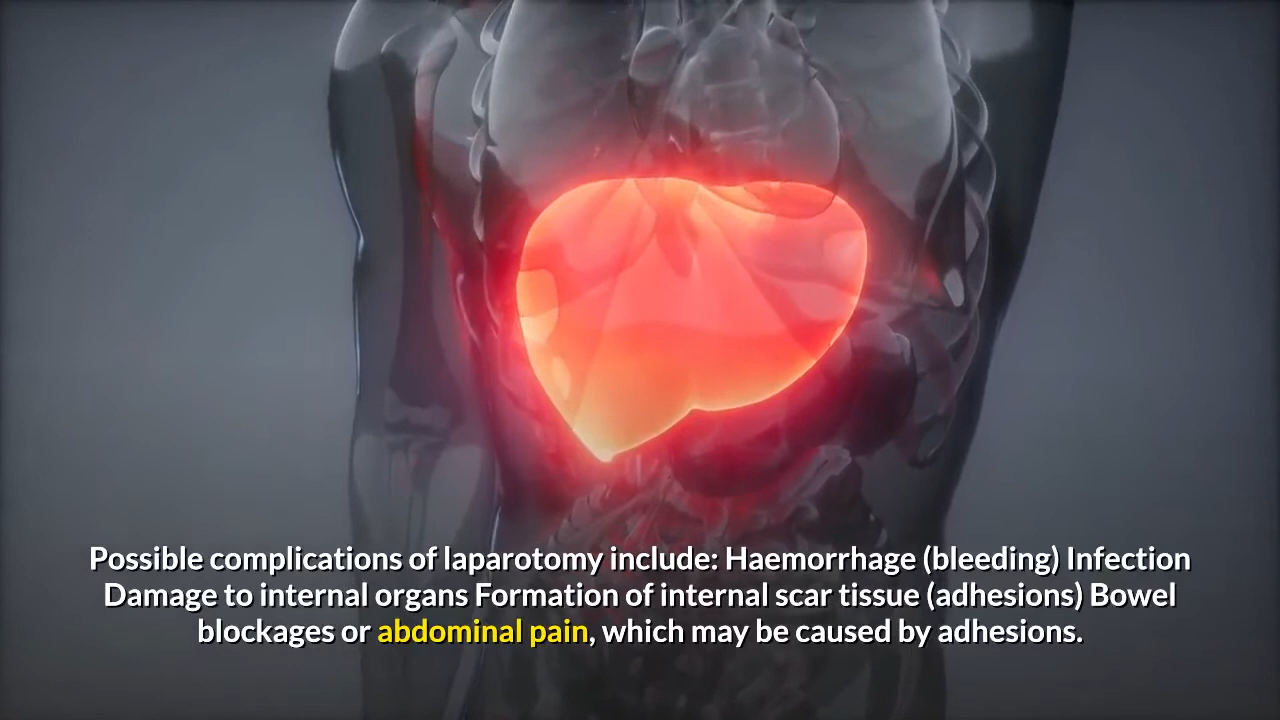 Possible complications of laparotomy include: Haemorrhage (bleeding) Infection
Damage to internal organs Formation of internal scar tissue (adhesions) Bowel
blockages or abdominal pain, which may be caused by adhesions.